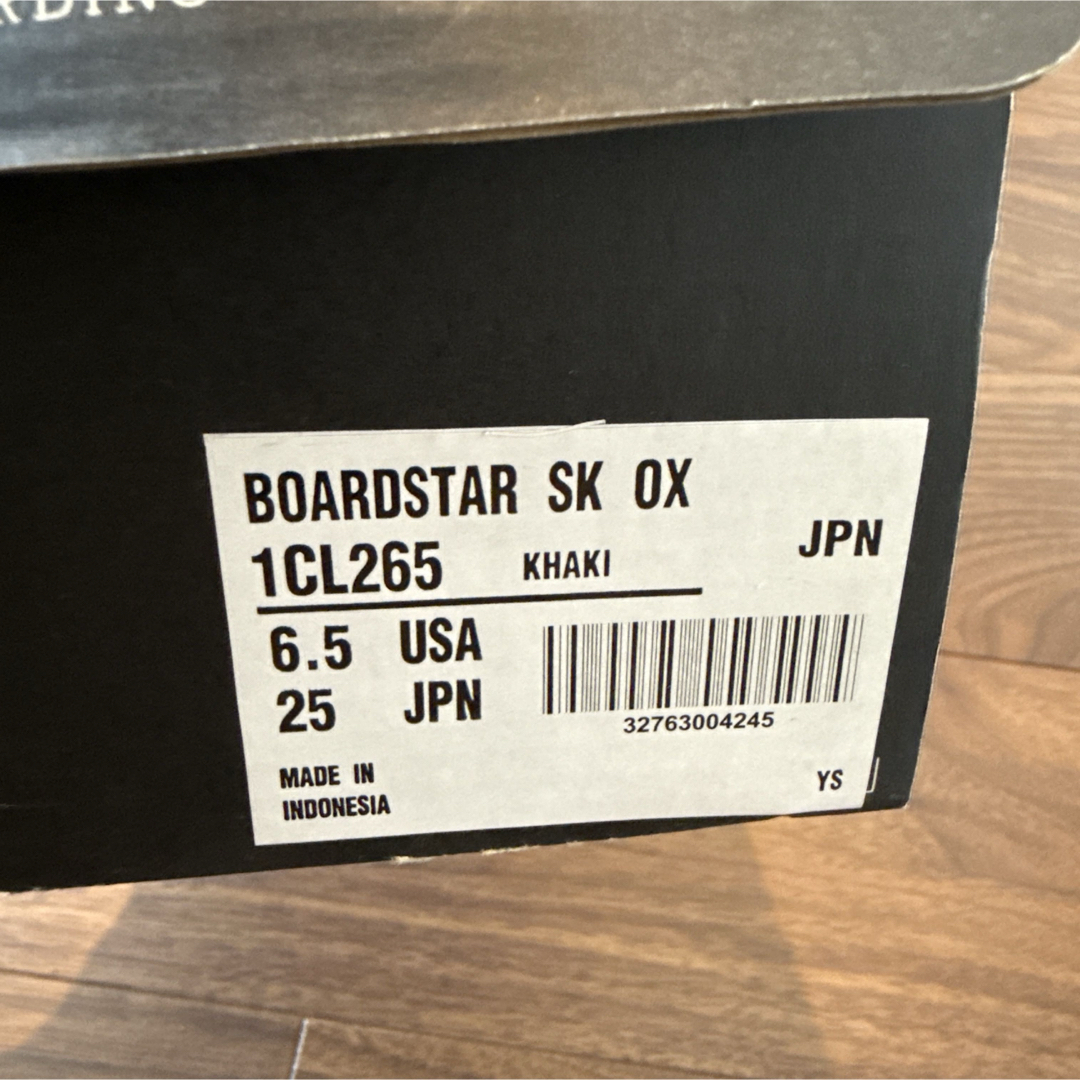 BOARDSTAR SK OX
1CL265 KHAKI JPN
6.5 USA
25 JPN
32763004245
MADE IN
INDONESIA
YS